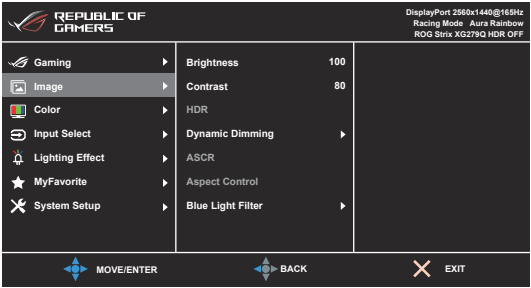 REPUBLIC OF
GAMERS
DisplayPort 2560x1440@165Hz
Racing Mode Aura Rainbow
ROG Strix XG279Q HDR OFF
Gaming
Image
Color
Input Select
Lighting Effect
MyFavorite
System Setup
Brightness 100
Contrast 80
HDR
Dynamic Dimming
ASCR
Aspect Control
Blue Light Filter
MOVE/ENTER BACK EXIT